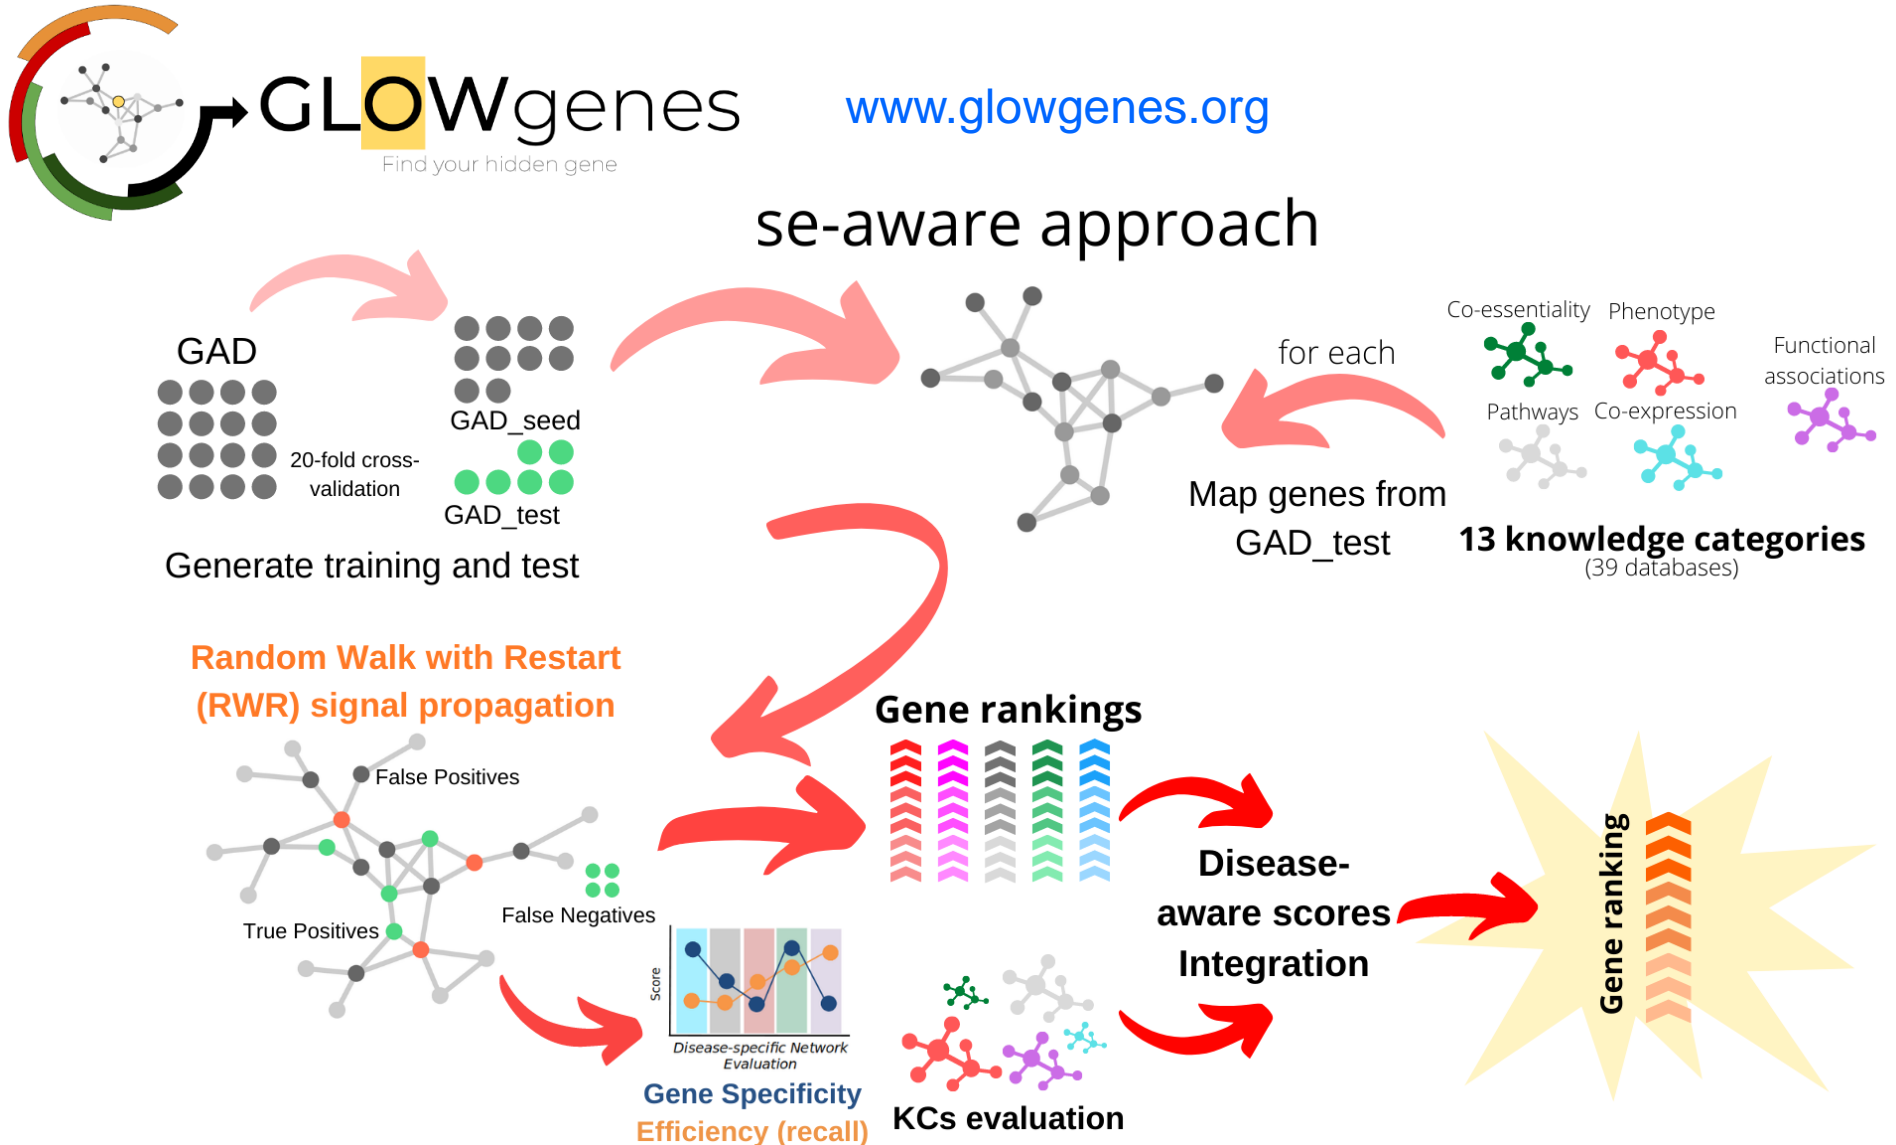 GLOWgenes
Find your hidden gene
www.glowgenes.org
se-aware approach
GAD
20-fold cross-
validation
GAD_seed
GAD_test
Generate training and test
for each
Map genes from
GAD_test
Co-essentiality
Phenotype
Functional
associations
Pathways
Co-expression
13 knowledge categories
(39 databases)
Random Walk with Restart
(RWR) signal propagation
False Positives
True Positives
False Negatives
Gene rankings
Score
Disease-specific Network
Evaluation
Gene Specificity
Efficiency (recall)
KCs evaluation
Disease-
aware scores
Integration
Gene ranking